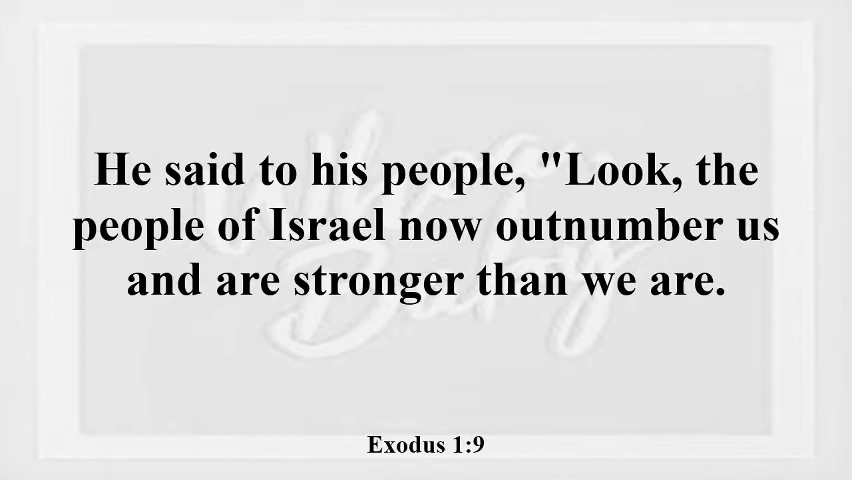 He said to his people, "Look, the
people of Israel now outnumber us
and are stronger than we are.
Exodus 1:9